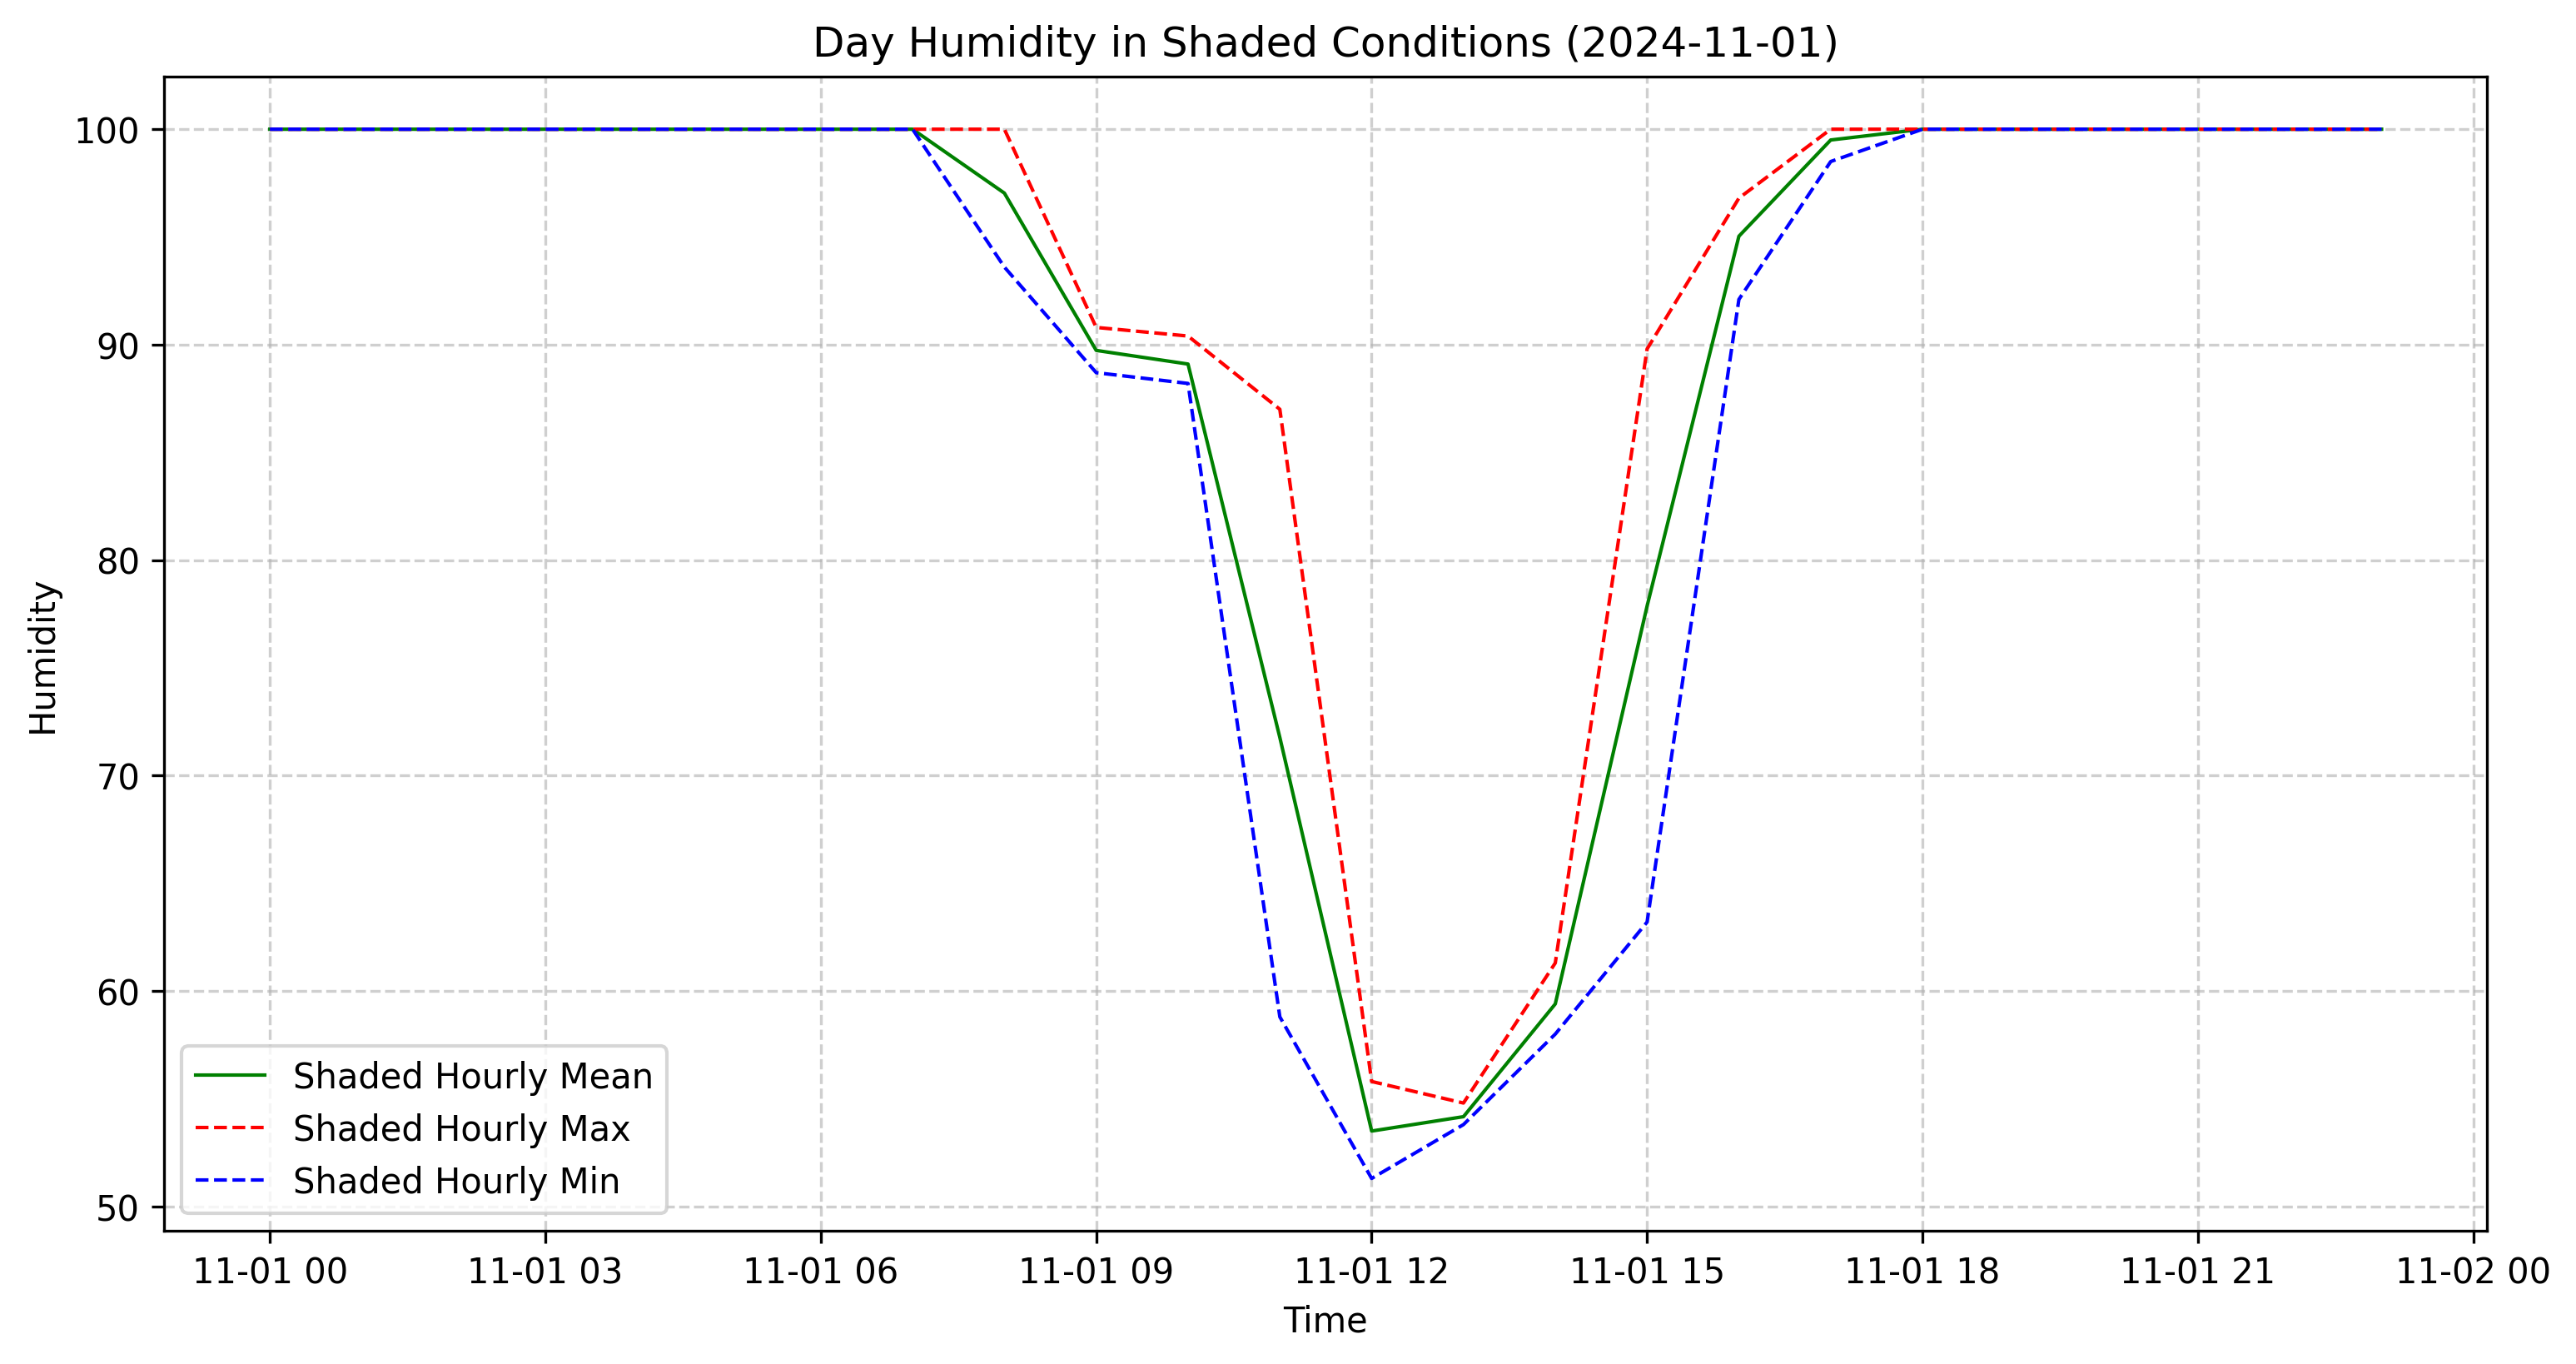 Day Humidity in Shaded Conditions (2024-11-01)
100
90
80
70
60
50
Humidity
Shaded Hourly Mean
Shaded Hourly Max
Shaded Hourly Min
11-01 00 11-01 03 11-01 06 11-01 09 11-01 12 11-01 15 11-01 18 11-01 21 11-02 00
Time